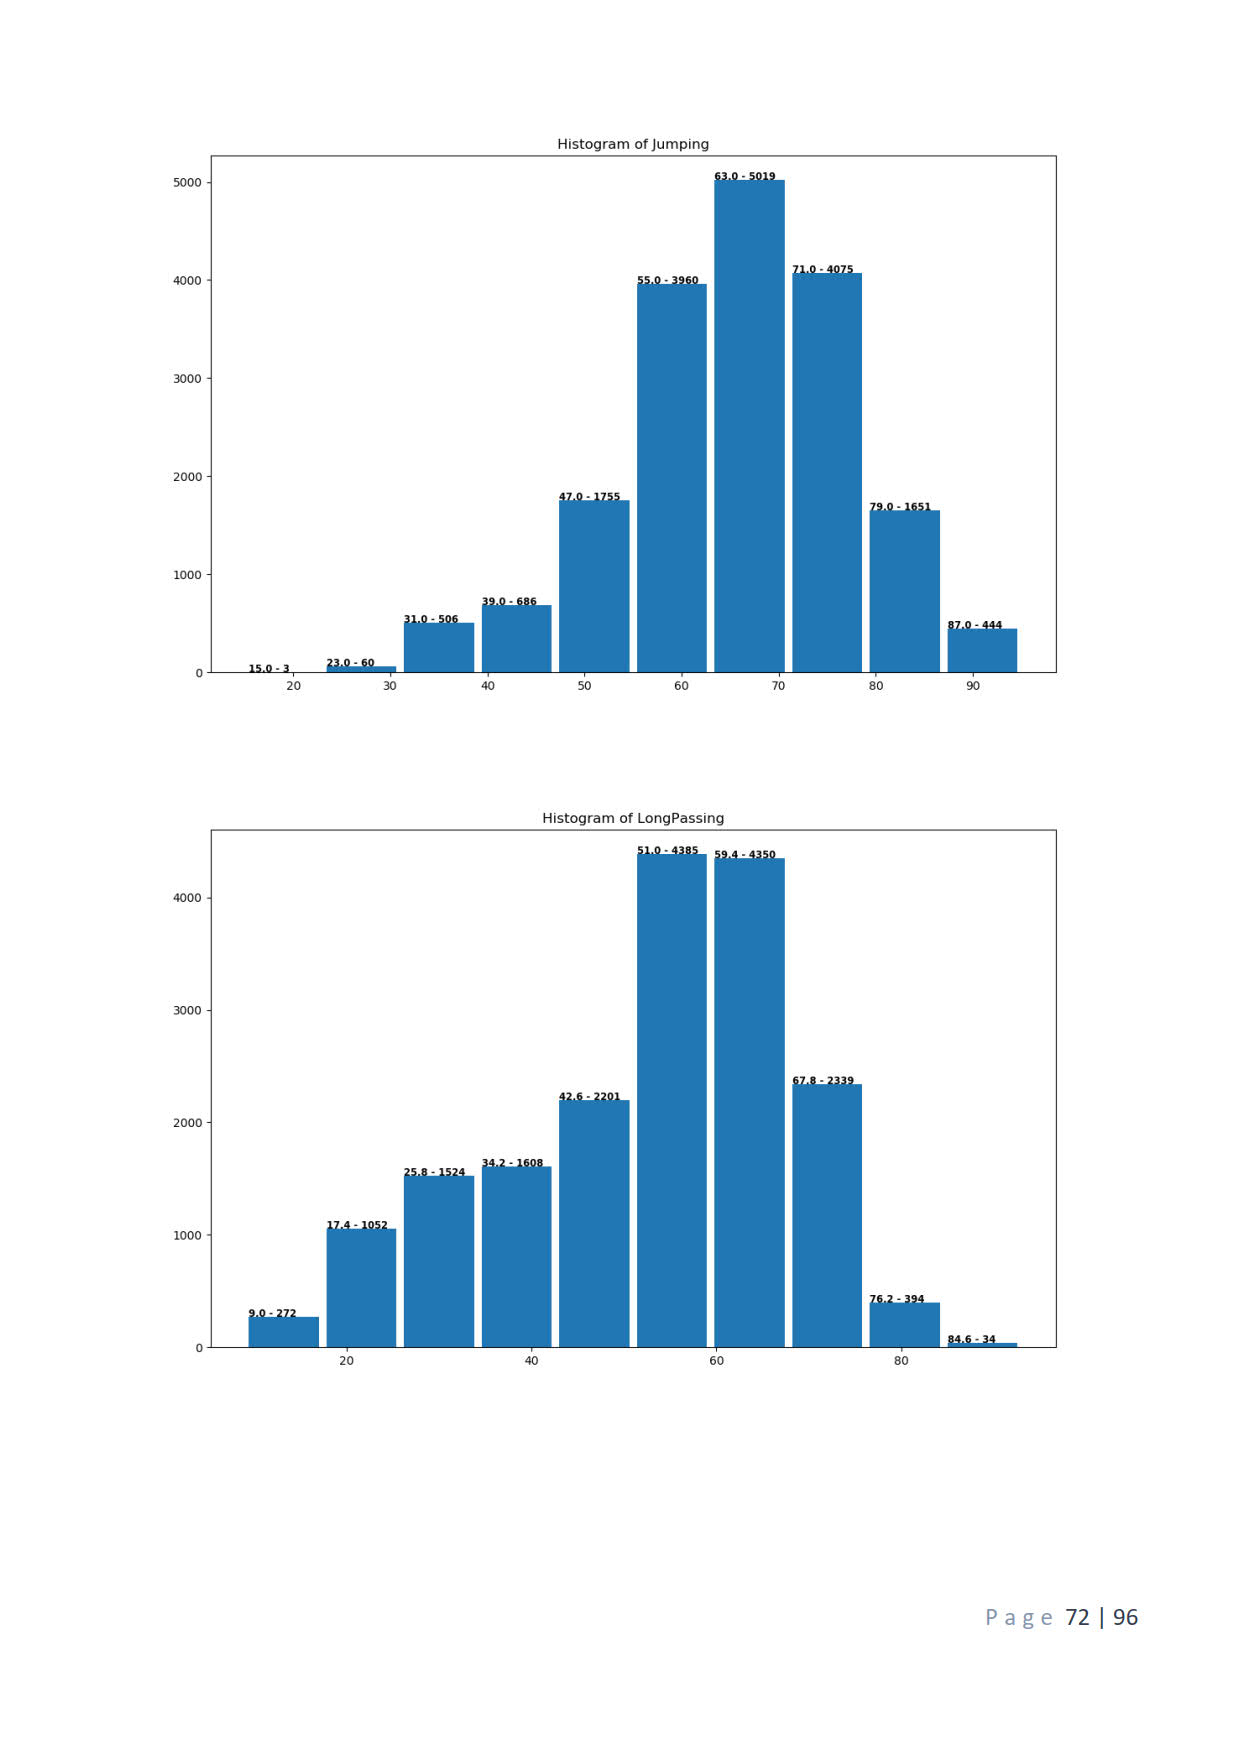 Histogram of Jumping
5000
4000
3000
2000
1000
0
15.0 - 3
23.0 - 60
31.0 - 506
39.0 - 686
47.0 - 1755
55.0 - 3960
63.0 - 5019
71.0 - 4075
79.0 - 1651
87.0 - 444
20 30 40 50 60 70 80 90
Histogram of LongPassing
4000
3000
2000
1000
0
9.0 - 272
17.4 - 1052
25.8 - 1524
34.2 - 1608
42.6 - 2201
51.0 - 4385
59.4 - 4350
67.8 - 2339
76.2 - 394
84.6 - 34
20 40 60 80
Page 72 | 96